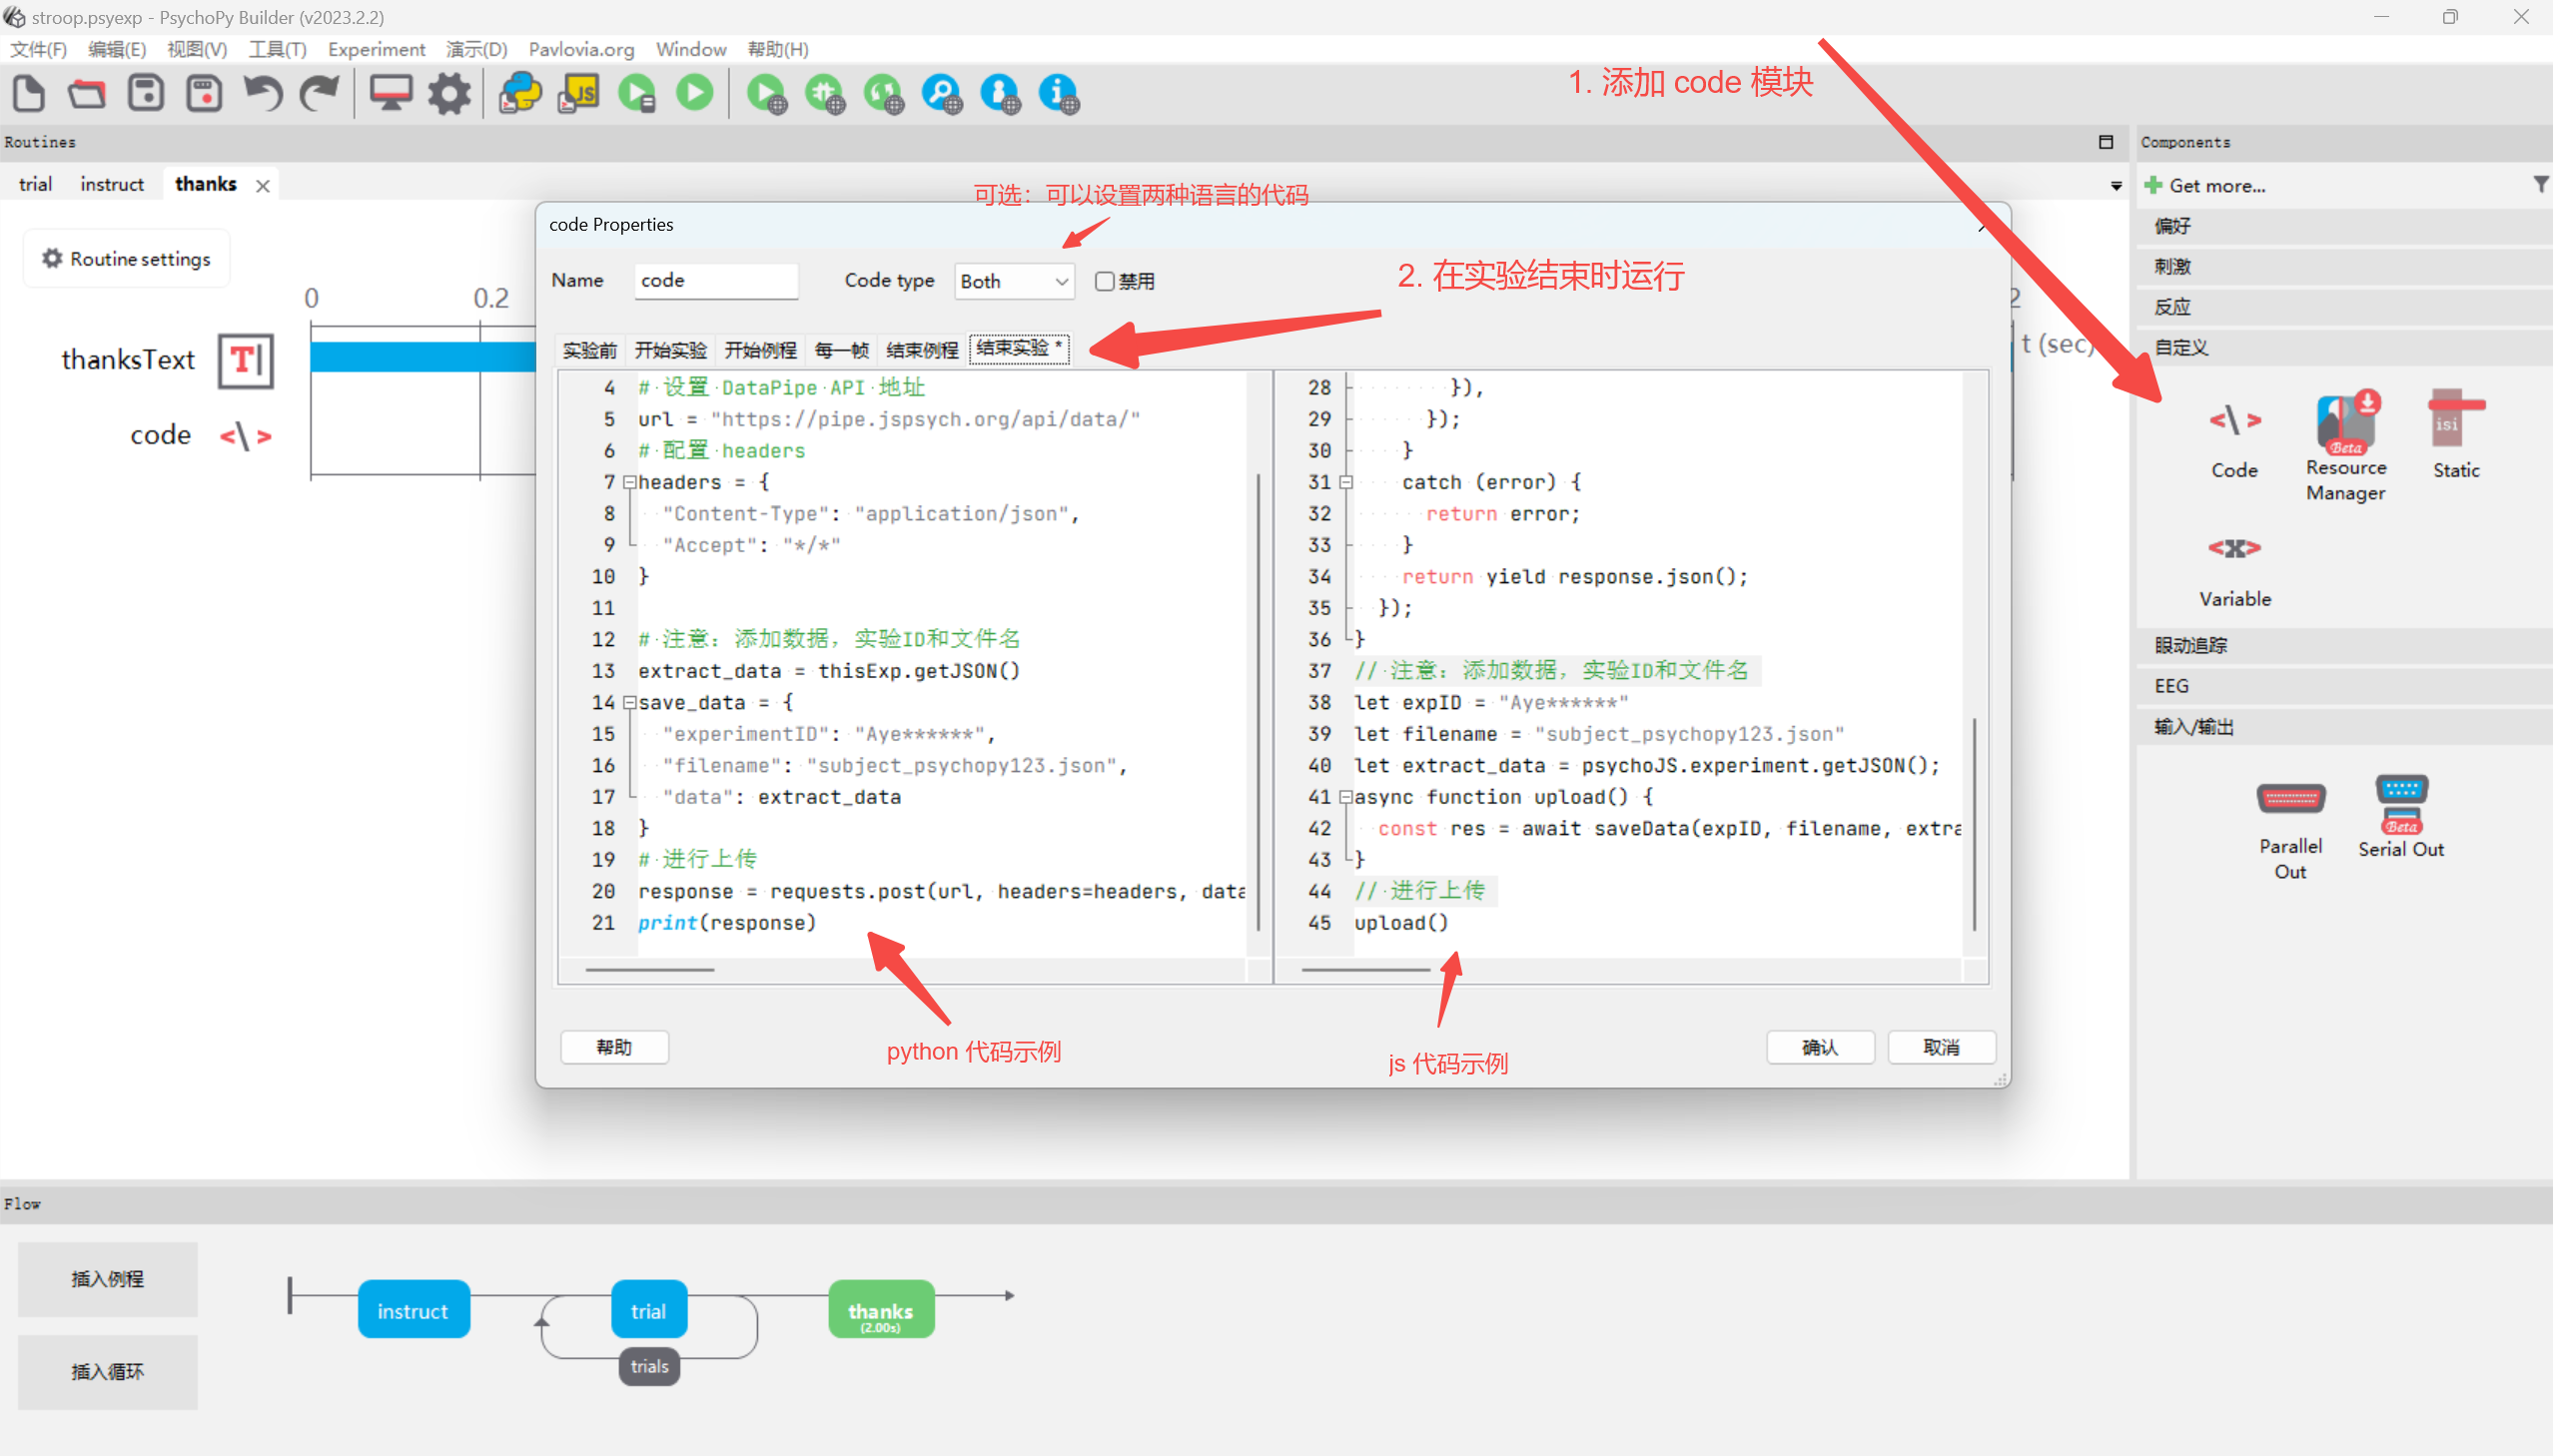 stroop.psyexp - PsychoPy Builder (v2023.2.2)
文件(F) 编辑(E) 视图(V) 工具(T) Experiment 演示(D) Pavlovia.org Window 帮助(H)
JS
1. 添加 code 模块
Routines
Components
trial instruct thanks
Get more...
可选：可以设置两种语言的代码
偏好
刺激
反应
自定义
Code
Resource Manager
Beta
isi
Static
Variable
眼动追踪
EEG
输入/输出
Parallel Out
Beta
Serial Out
Routine settings
0 0.2
2
t (sec)
thanksText
T
code
code Properties
Name code Code type Both 禁用
2. 在实验结束时运行
实验前 开始实验 开始例程 每一帧 结束例程 结束实验 *
4 # 设置 DataPipe API 地址
5 url = "https://pipe.jspsych.org/api/data/"
6 # 配置 headers
7 headers = {
8 "Content-Type": "application/json",
9 "Accept": "*/*"
10 }
11
12 # 注意：添加数据，实验ID和文件名
13 extract_data = thisExp.getJSON()
14 save_data = {
15 "experimentID": "Aye******",
16 "filename": "subject_psychopy123.json",
17 "data": extract_data
18 }
19 # 进行上传
20 response = requests.post(url, headers=headers, data
21 print(response)
28 }),
29 });
30 }
31 catch (error) {
32 return error;
33 }
34 return yield response.json();
35 });
36 }
37 // 注意：添加数据，实验ID和文件名
38 let expID = "Aye******"
39 let filename = "subject_psychopy123.json"
40 let extract_data = psychoJS.experiment.getJSON();
41 async function upload() {
42 const res = await saveData(expID, filename, extra
43 }
44 // 进行上传
45 upload()
python 代码示例
js 代码示例
帮助
确认 取消
Flow
插入例程
插入循环
instruct
trial
trials
thanks
(2.00s)